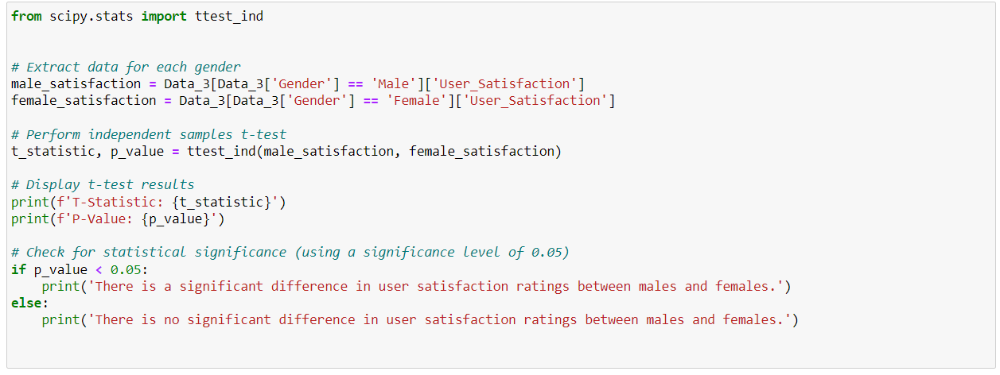 from scipy.stats import ttest_ind
# Extract data for each gender
male_satisfaction = Data_3[Data_3['Gender'] == 'Male']['User_Satisfaction']
female_satisfaction = Data_3[Data_3['Gender'] == 'Female']['User_Satisfaction']
# Perform independent samples t-test
t_statistic, p_value = ttest_ind(male_satisfaction, female_satisfaction)
# Display t-test results
print(f'T-Statistic: {t_statistic}')
print(f'P-Value: {p_value}')
# Check for statistical significance (using a significance level of 0.05)
if p_value < 0.05:
    print('There is a significant difference in user satisfaction ratings between males and females.')
else:
    print('There is no significant difference in user satisfaction ratings between males and females.')